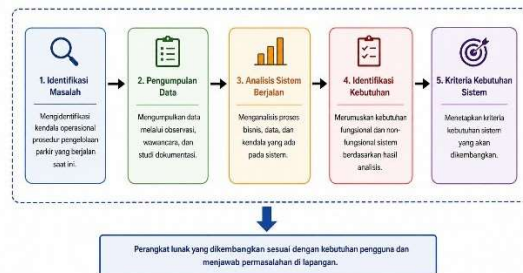 1. Identifikasi
Masalah
Mengidentifikasi
kendala operasional
prosedur pengelolaan
parkir yang berjalan
saat ini.
2. Pengumpulan
Data
Mengumpulkan data
melalui observasi,
wawancara, dan
studi dokumentasi.
3. Analisis Sistem
Berjalan
Menganalisis proses
bisnis, data, dan
kendala yang ada
pada sistem.
4. Identifikasi
Kebutuhan
Merumuskan kebutuhan
fungsional dan non-
fungsional sistem
berdasarkan hasil
analisis.
5. Kriteria Kebutuhan
Sistem
Menetapkan kriteria
kebutuhan sistem
yang akan
dikembangkan.
Perangkat lunak yang dikembangkan sesuai dengan kebutuhan pengguna dan
menjawab permasalahan di lapangan.